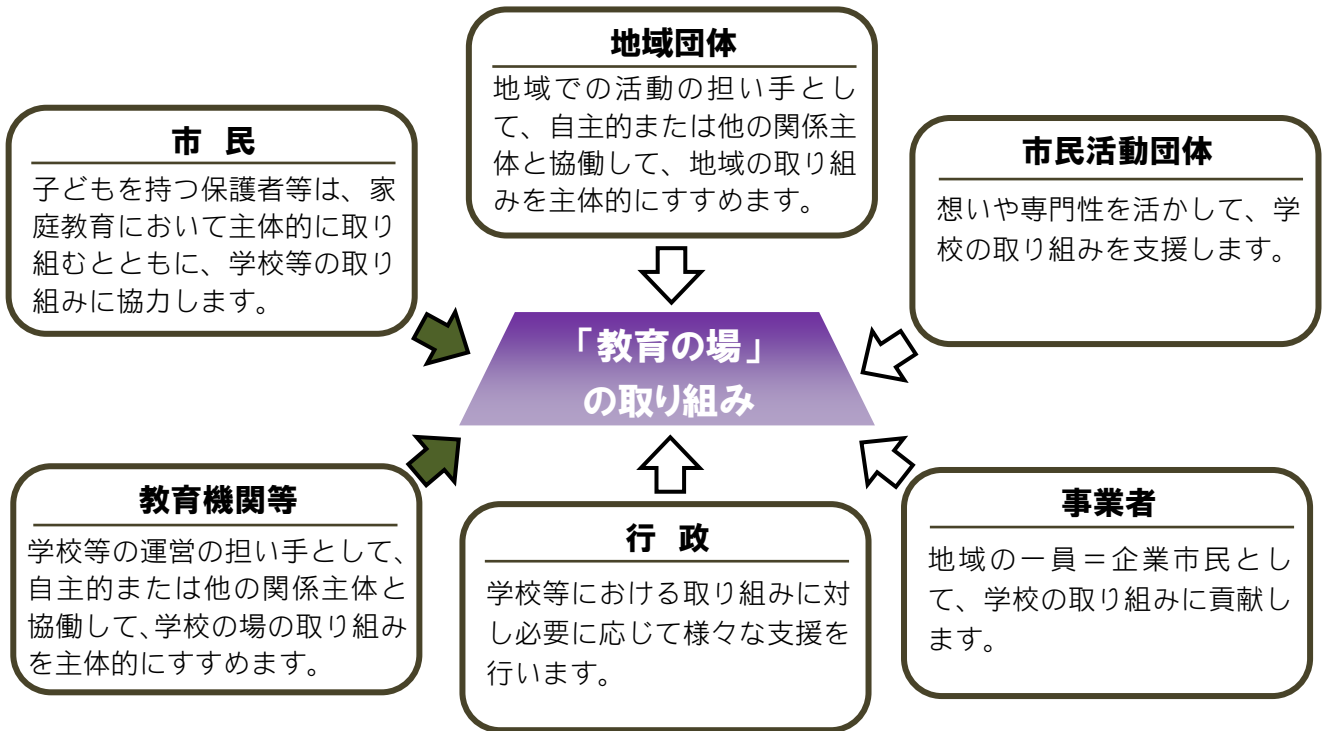 地域団体
地域での活動の担い手とし
て、自主的または他の関係主
体と協働して、地域の取り組
みを主体的にすすめます。
市 民
子どもを持つ保護者等は、家
庭教育において主体的に取り
組むとともに、学校等の取り
組みに協力します。
市民活動団体
想いや専門性を活かして、学
校の取り組みを支援します。
「教育の場」
の取り組み
教育機関等
学校等の運営の担い手として、
自主的または他の関係主体と
協働して、学校の場の取り組み
を主体的にすすめます。
行 政
学校等における取り組みに対
し必要に応じて様々な支援を
行います。
事業者
地域の一員＝企業市民とし
て、学校の取り組みに貢献し
ます。